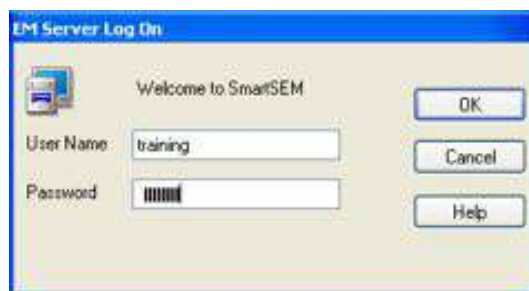 EM Server Log On
Welcome to SmartSEM
OK
User Name training
Cancel
Password
Help